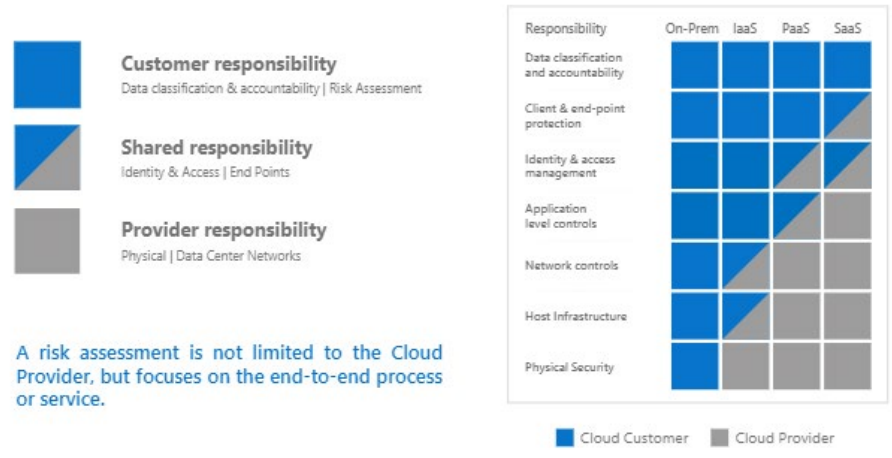 Customer responsibility
Data classification & accountability | Risk Assessment
Shared responsibility
Identity & Access | End Points
Provider responsibility
Physical | Data Center Networks
A risk assessment is not limited to the Cloud
Provider, but focuses on the end-to-end process
or service.
Responsibility On-Prem IaaS PaaS SaaS
Data classification
and accountability
Client & end-point
protection
Identity & access
management
Application
level controls
Network controls
Host Infrastructure
Physical Security
Cloud Customer Cloud Provider